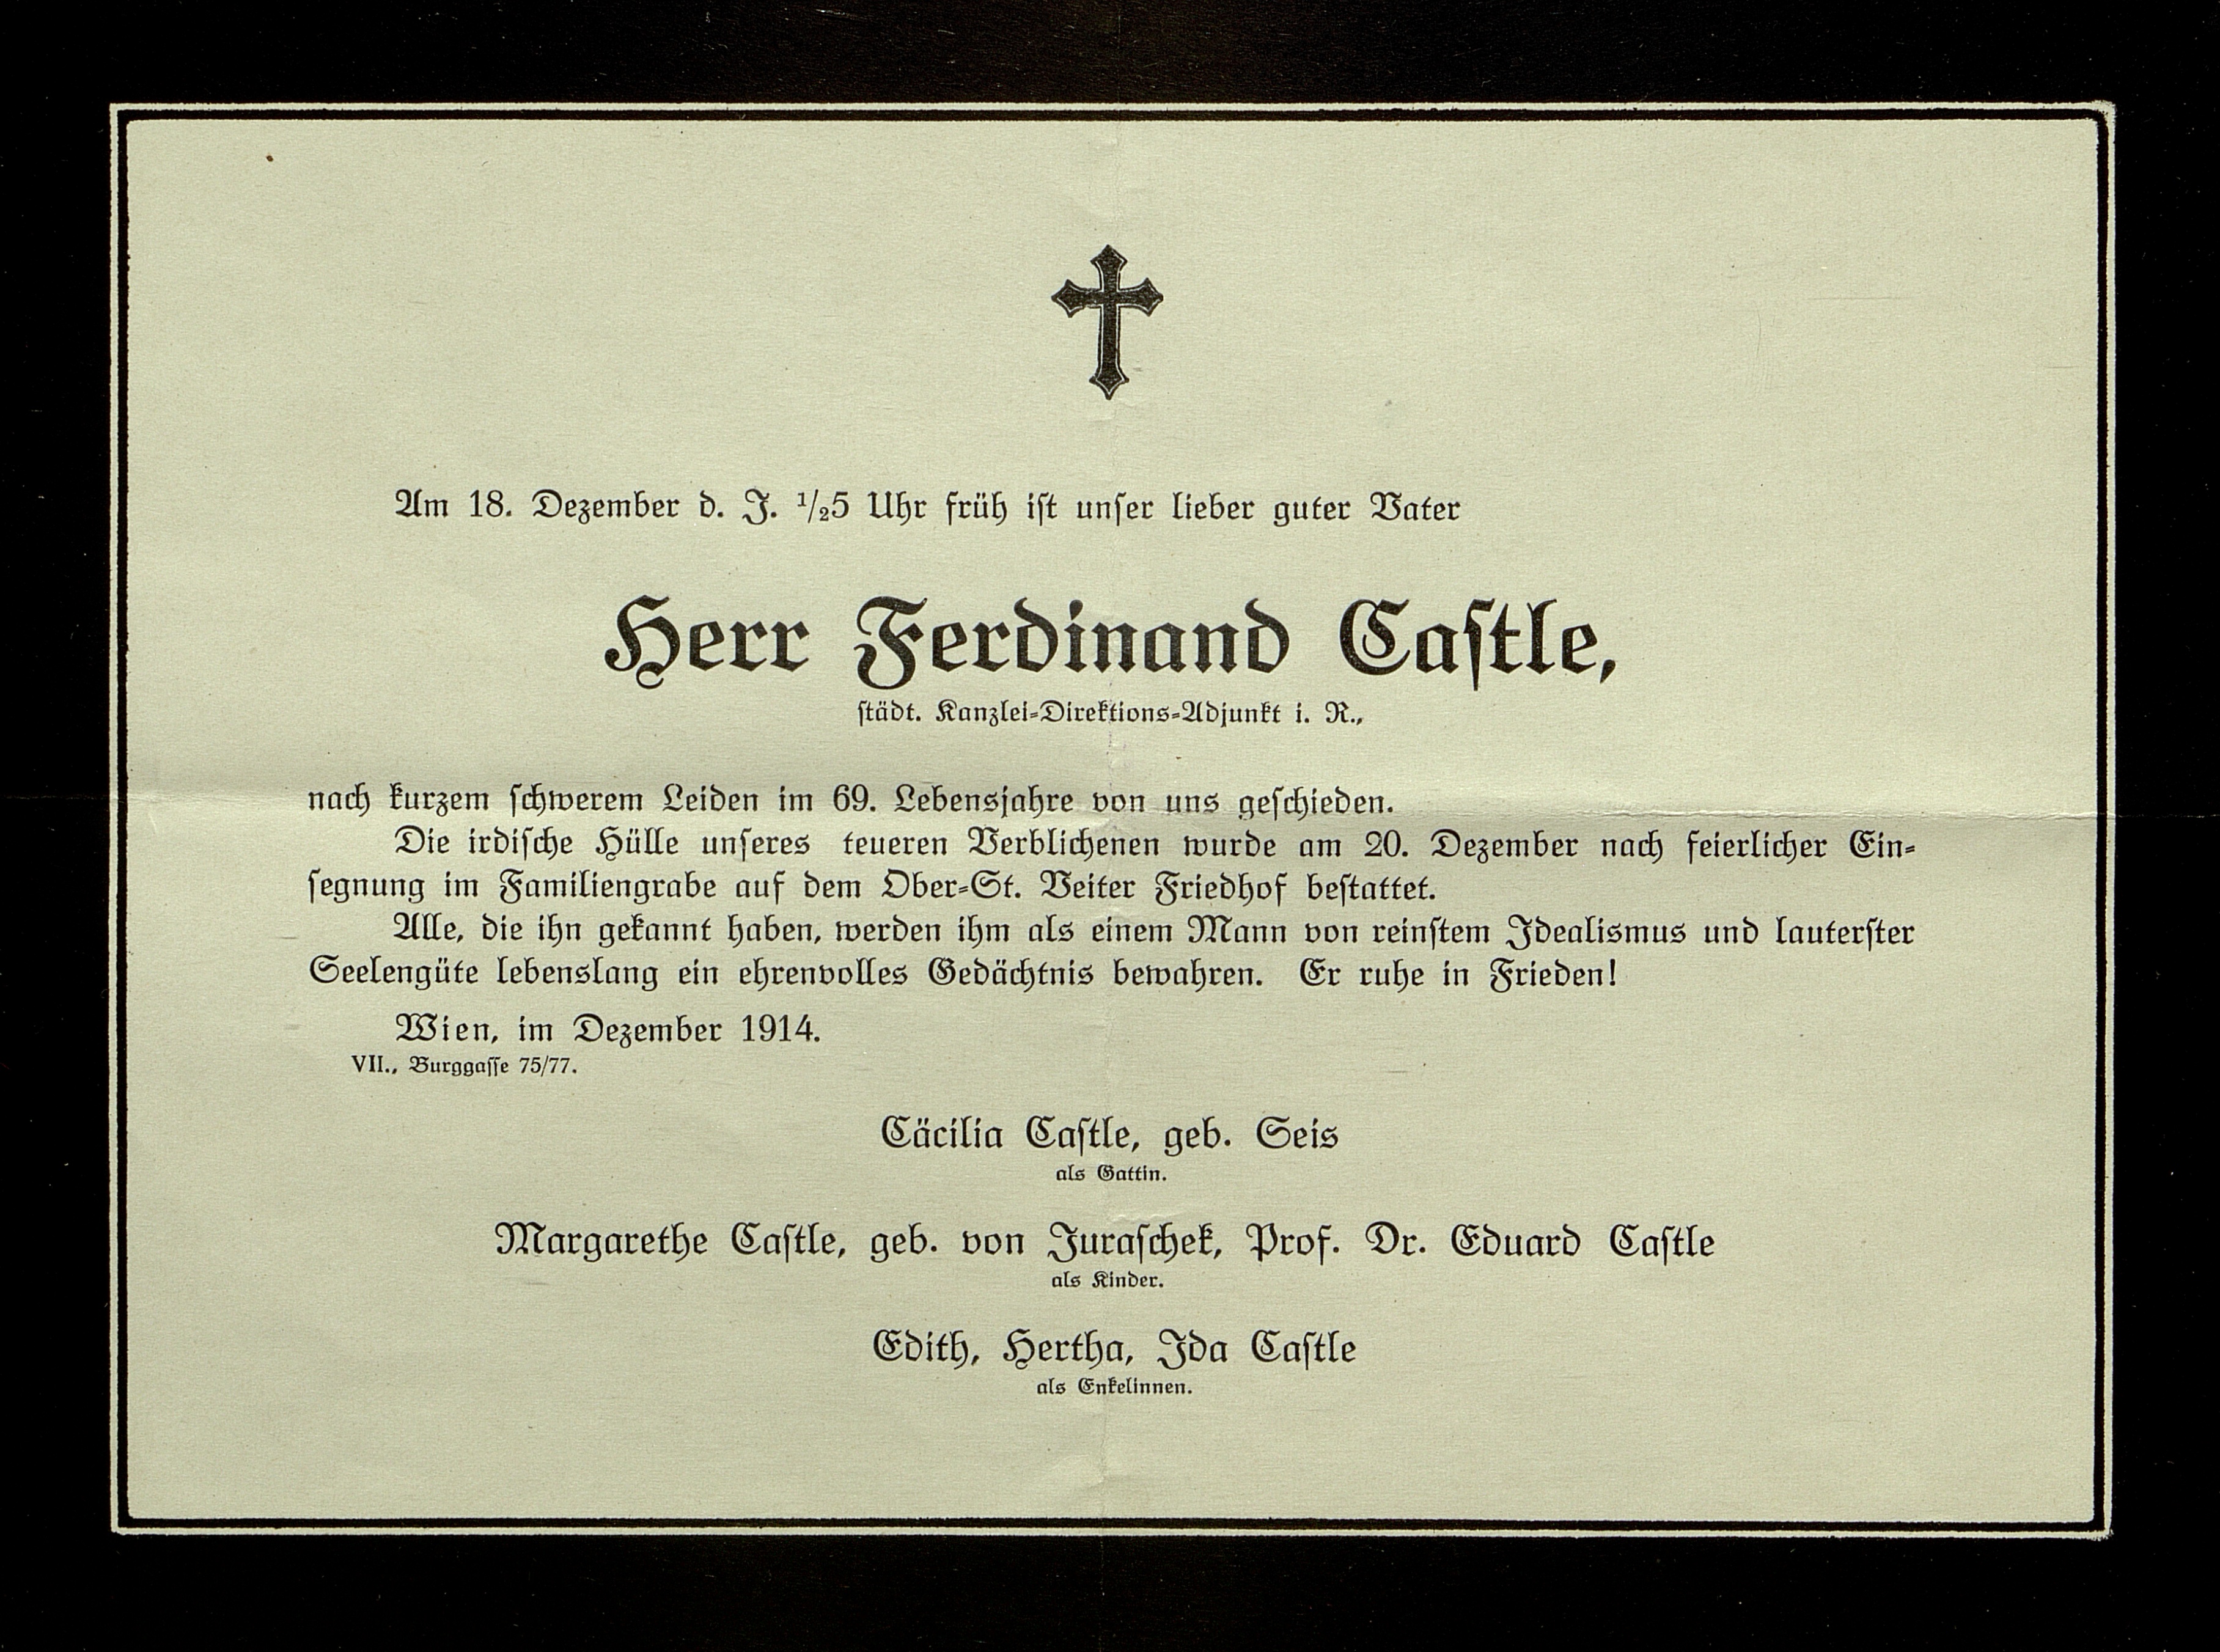 Am 18. Dezember d. J. ½5 Uhr früh ist unser lieber guter Vater
Herr Ferdinand Castle,
städt. Kanzlei-Direktions-Adjunkt i. R.,
nach kurzem schwerem Leiden im 69. Lebensjahre von uns geschieden.
Die irdische Hülle unseres teueren Verblichenen wurde am 20. Dezember nach feierlicher Ein-
segnung im Familiengrabe auf dem Ober-St. Veiter Friedhof bestattet.
Alle, die ihn gekannt haben, werden ihm als einem Mann von reinstem Idealismus und lauterster
Seelengüte lebenslang ein ehrenvolles Gedächtnis bewahren. Er ruhe in Frieden!
Wien, im Dezember 1914.
VII., Burggasse 75/77.
Cäcilia Castle, geb. Seis
als Gattin.
Margarethe Castle, geb. von Juraschek, Prof. Dr. Eduard Castle
als Kinder.
Edith, Hertha, Ida Castle
als Enkelinnen.